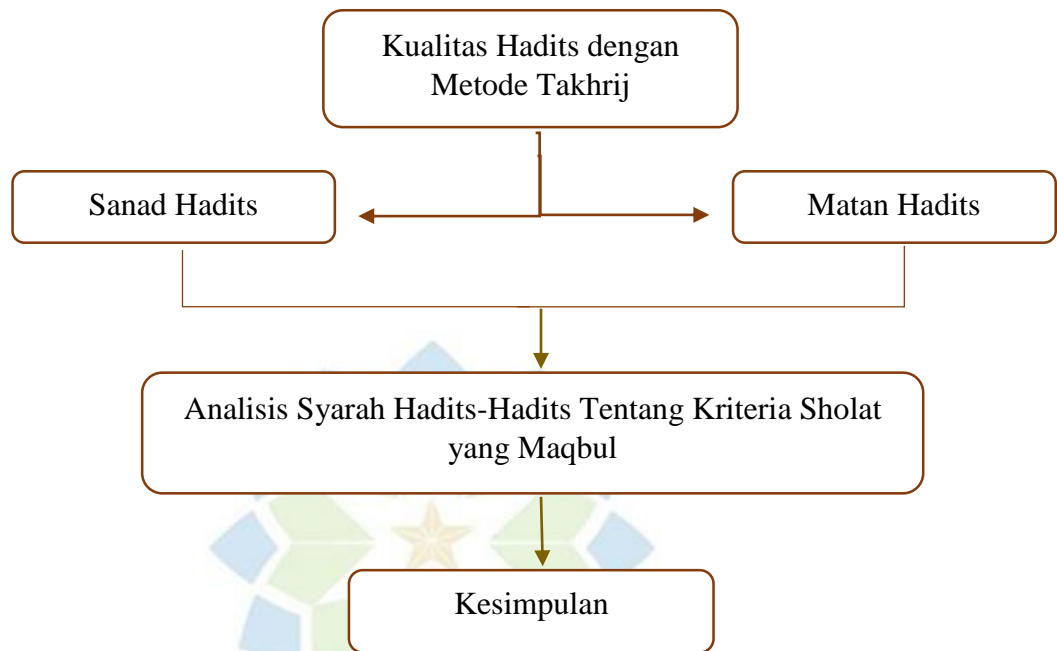 Kualitas Hadits dengan
Metode Takhrij
Sanad Hadits
Matan Hadits
Analisis Syarah Hadits-Hadits Tentang Kriteria Sholat
yang Maqbul
Kesimpulan